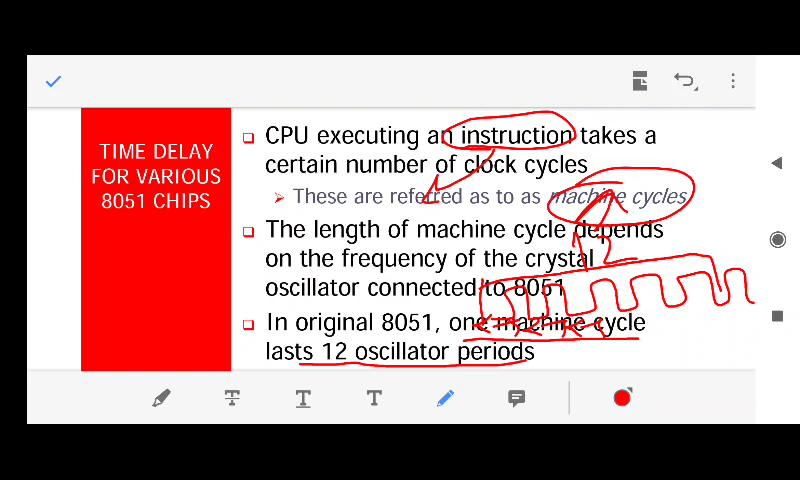 TIME DELAY
FOR VARIOUS
8051 CHIPS
CPU executing an instruction takes a
certain number of clock cycles
These are referred as to as machine cycles
The length of machine cycle depends
on the frequency of the crystal
oscillator connected to 8051
12
In original 8051, one machine cycle
lasts 12 oscillator periods